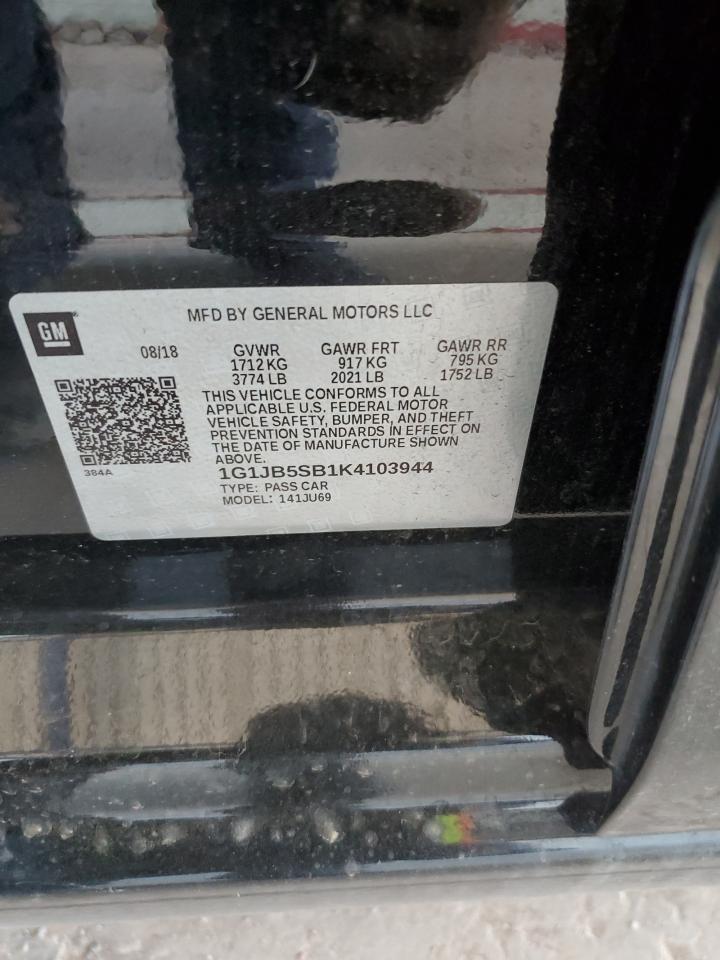 GM
MFD BY GENERAL MOTORS LLC
08/18 GVWR GAWR FRT GAWR RR
1712 KG 917 KG 795 KG
3774 LB 2021 LB 1752 LB
THIS VEHICLE CONFORMS TO ALL
APPLICABLE U.S. FEDERAL MOTOR
VEHICLE SAFETY, BUMPER, AND THEFT
PREVENTION STANDARDS IN EFFECT ON
THE DATE OF MANUFACTURE SHOWN
ABOVE.
384A
1G1JB5SB1K4103944
TYPE: PASS CAR
MODEL: 141JU69